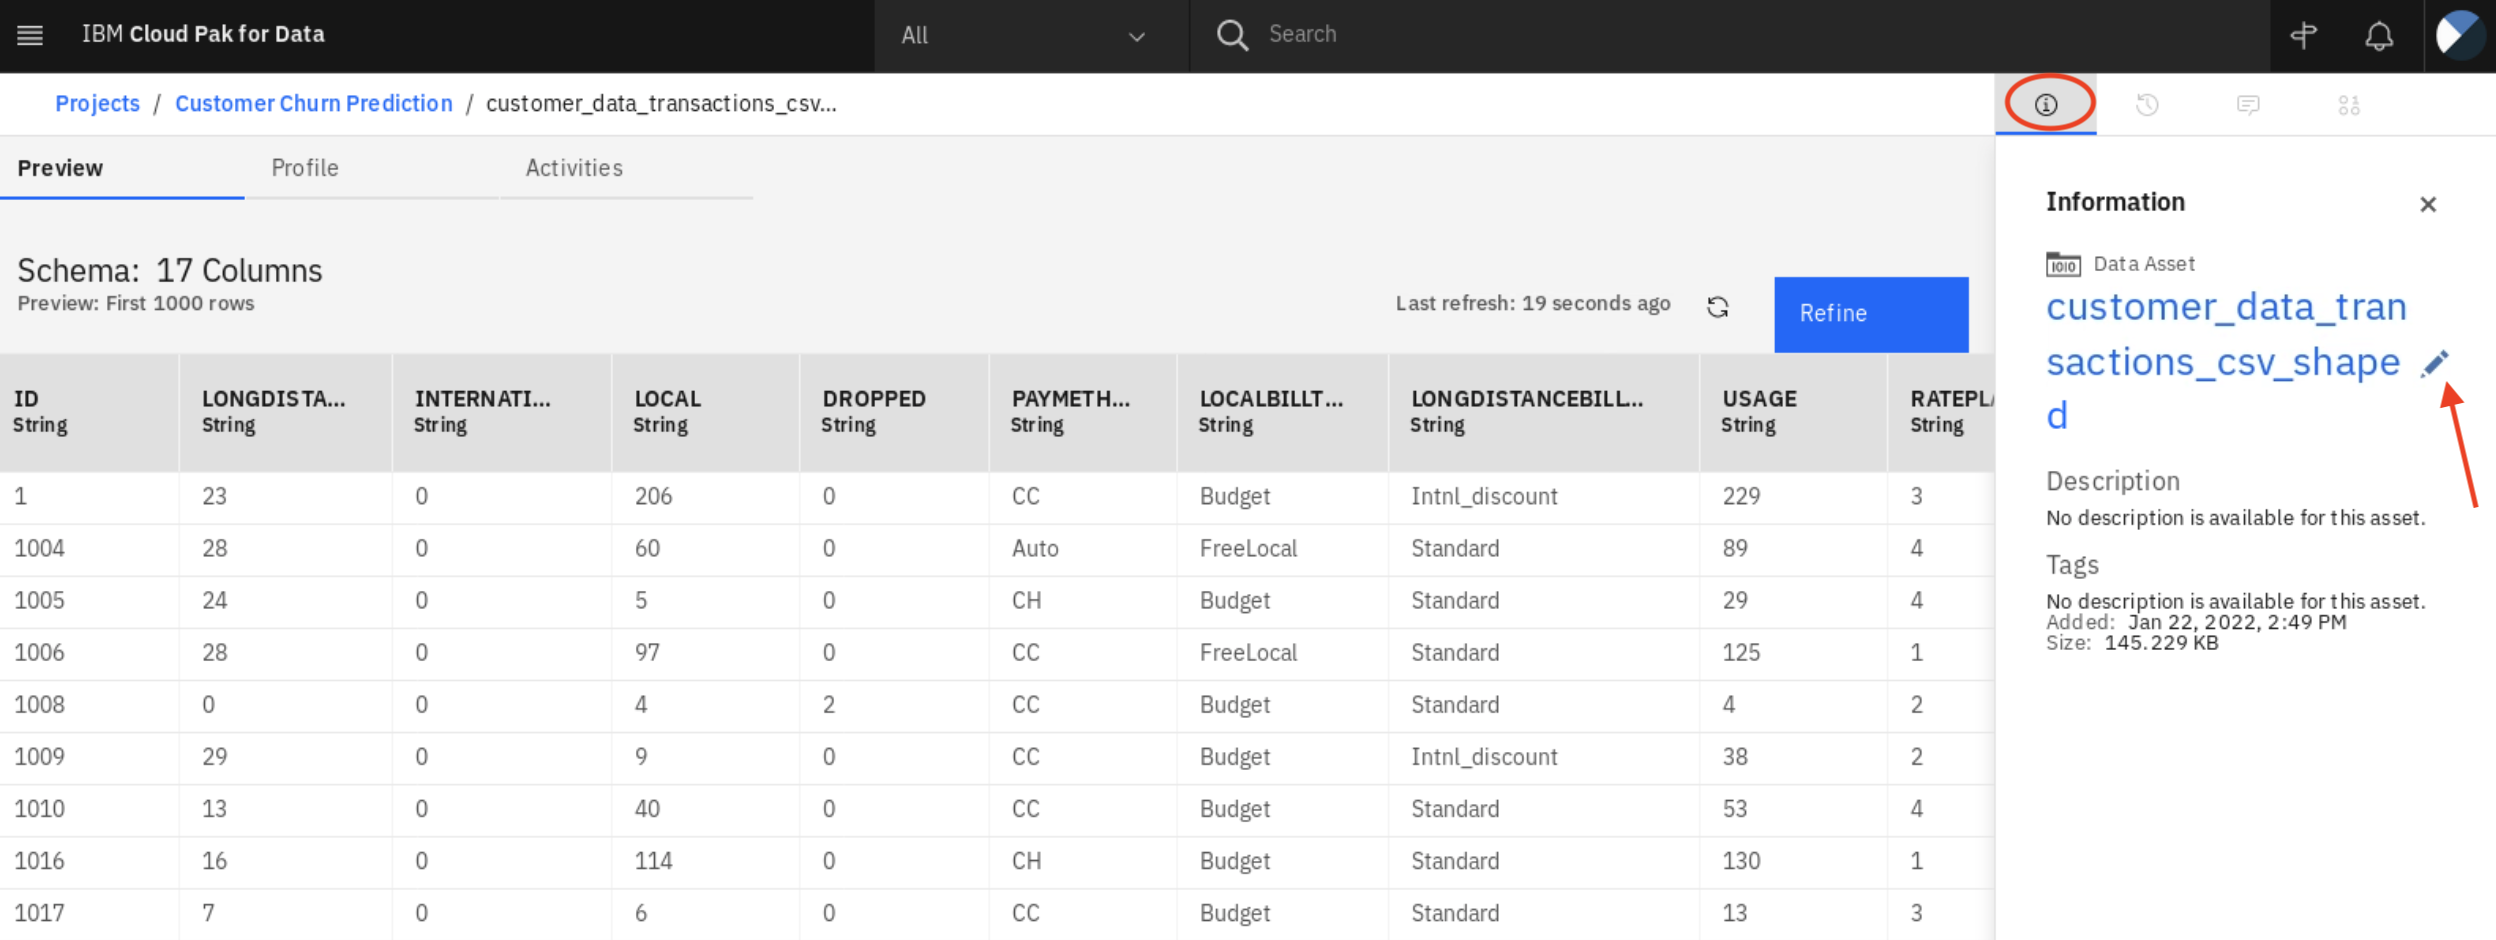 IBM Cloud Pak for Data
All
Search
Projects / Customer Churn Prediction / customer_data_transactions_csv...
Preview Profile Activities
Schema: 17 Columns
Preview: First 1000 rows
Last refresh: 19 seconds ago
Refine
ID LONGDISTA... INTERNATI... LOCAL DROPPED PAYMETH... LOCALBILLT... LONGDISTANCEBILL... USAGE
String String String String String String String String String String
1 23 0 206 0 CC Budget Intnl_discount 229 3
1004 28 0 60 0 Auto FreeLocal Standard 89 4
1005 24 0 5 0 CH Budget Standard 29 4
1006 28 0 97 0 CC FreeLocal Standard 125 1
1008 0 0 4 2 CC Budget Standard 4 2
1009 29 0 9 0 CC Budget Intnl_discount 38 2
1010 13 0 40 0 CC Budget Standard 53 4
1016 16 0 114 0 CH Budget Standard 130 1
1017 7 0 6 0 CC Budget Standard 13 3
Information
Data Asset
customer_data_tran
sactions_csv_shape
d
Description
No description is available for this asset.
Tags
No description is available for this asset.
Added: Jan 22, 2022, 2:49 PM
Size: 145.229 KB